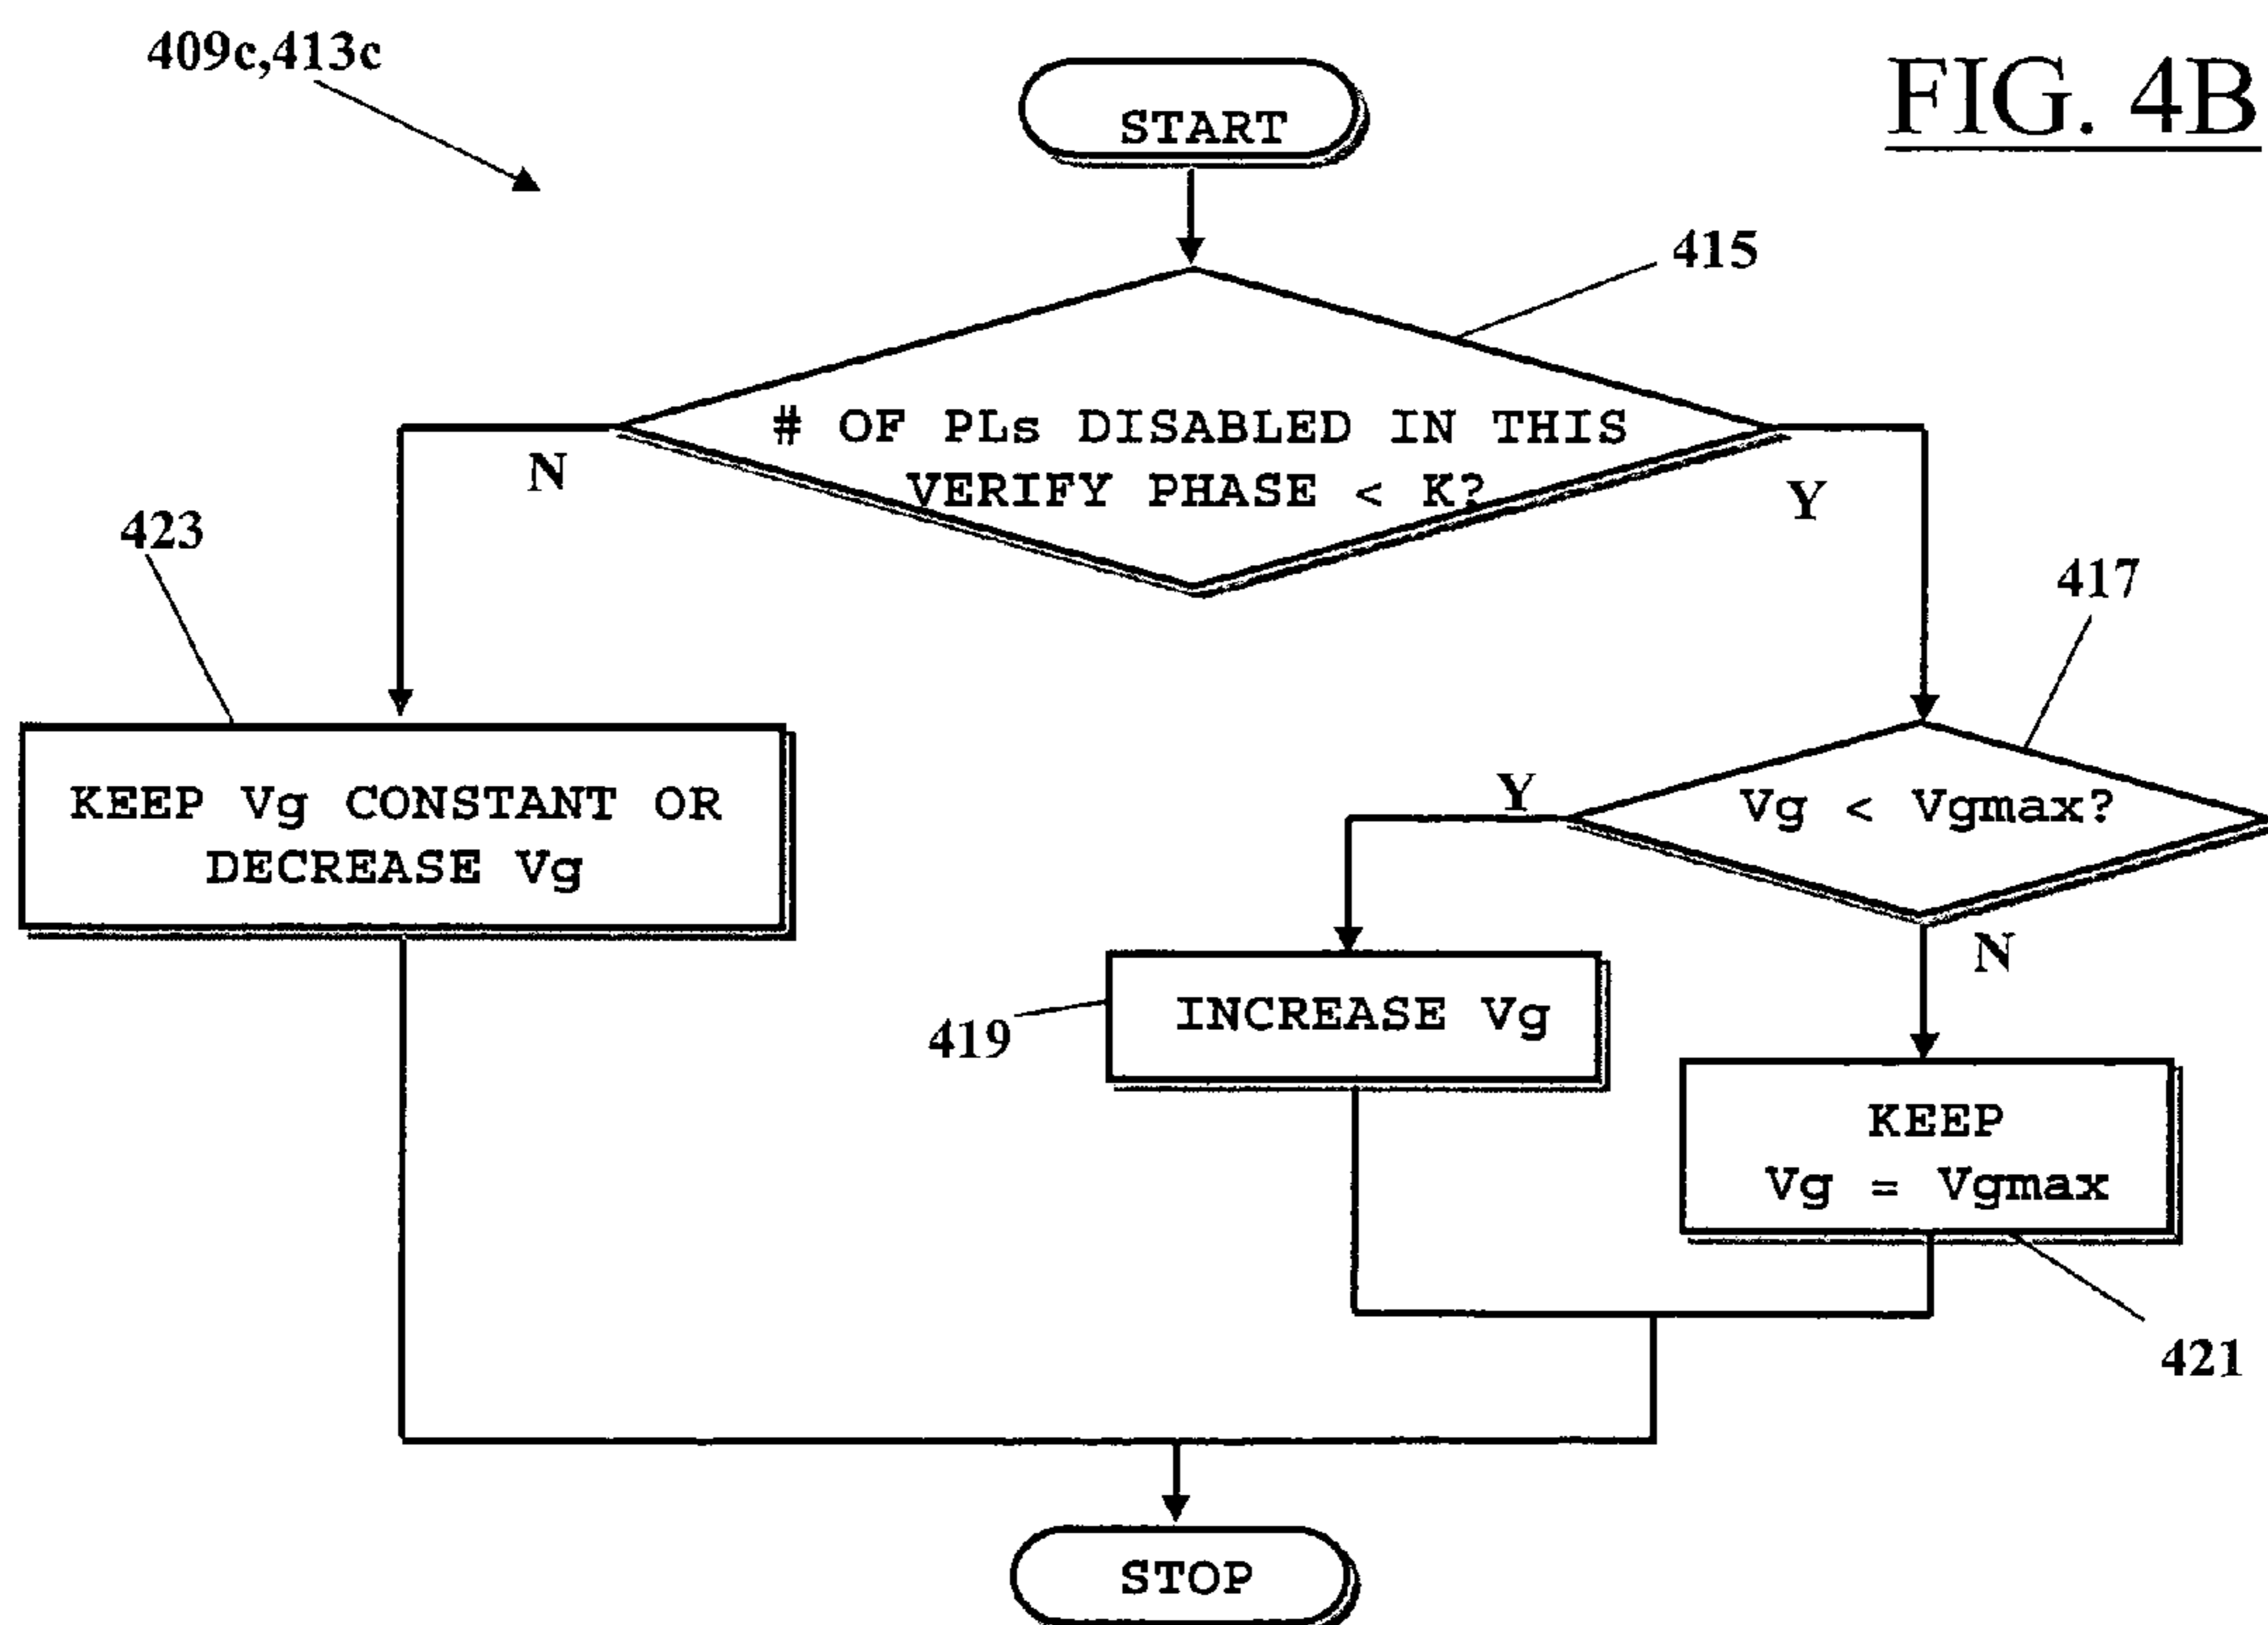 409c,413c
FIG. 4B
START
415
# OF PLs DISABLED IN THIS
VERIFY PHASE < K?
N
Y
423
417
KEEP Vg CONSTANT OR
DECREASE Vg
Y
Vg < Vgmax?
N
419
INCREASE Vg
KEEP
Vg = Vgmax
421
STOP